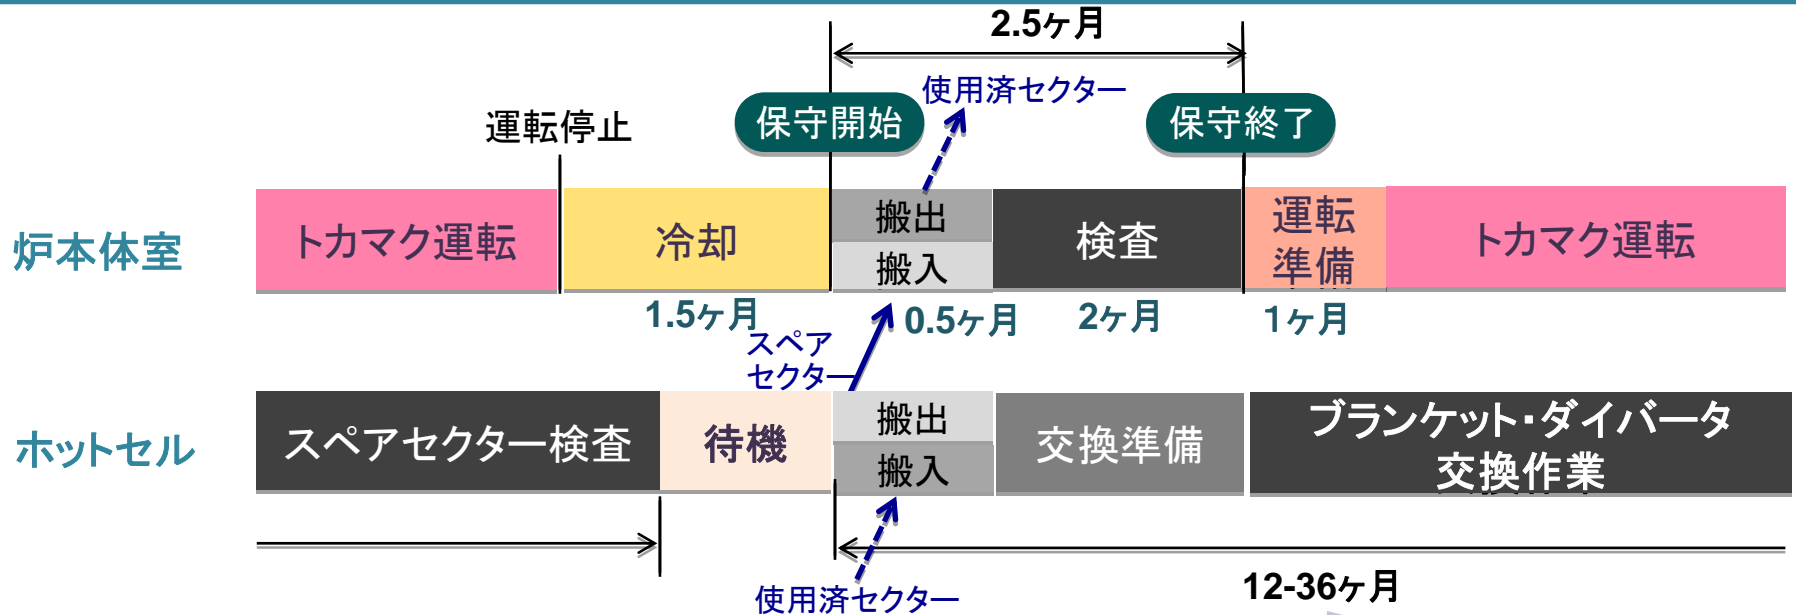 2.5ヶ月
使用済セクター
運転停止
保守開始
保守終了
炉本体室
トカマク運転
冷却
搬出
搬入
検査
運転
準備
トカマク運転
1.5ヶ月
0.5ヶ月
2ヶ月
1ヶ月
スペア
セクター
ホットセル
スペアセクター検査
待機
搬出
搬入
交換準備
ブランケット・ダイバータ
交換作業
使用済セクター
12-36ヶ月